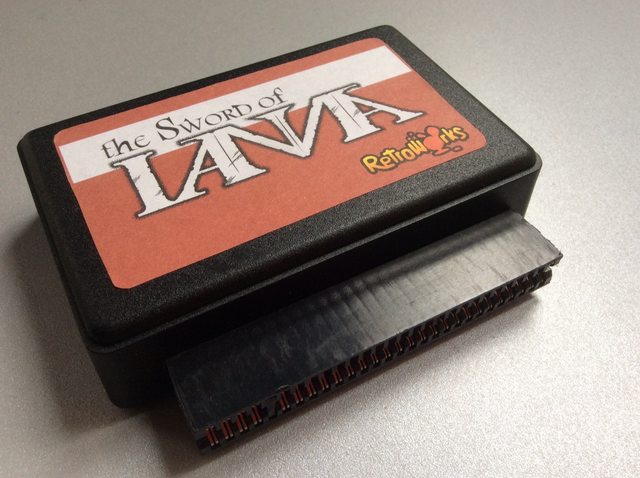 the Sword of
IANNA
RetroWorks